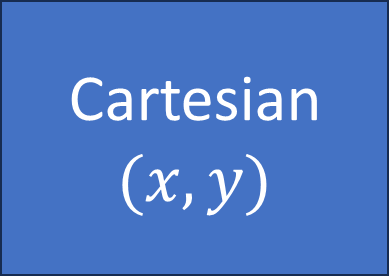 Cartesian
(x, y)